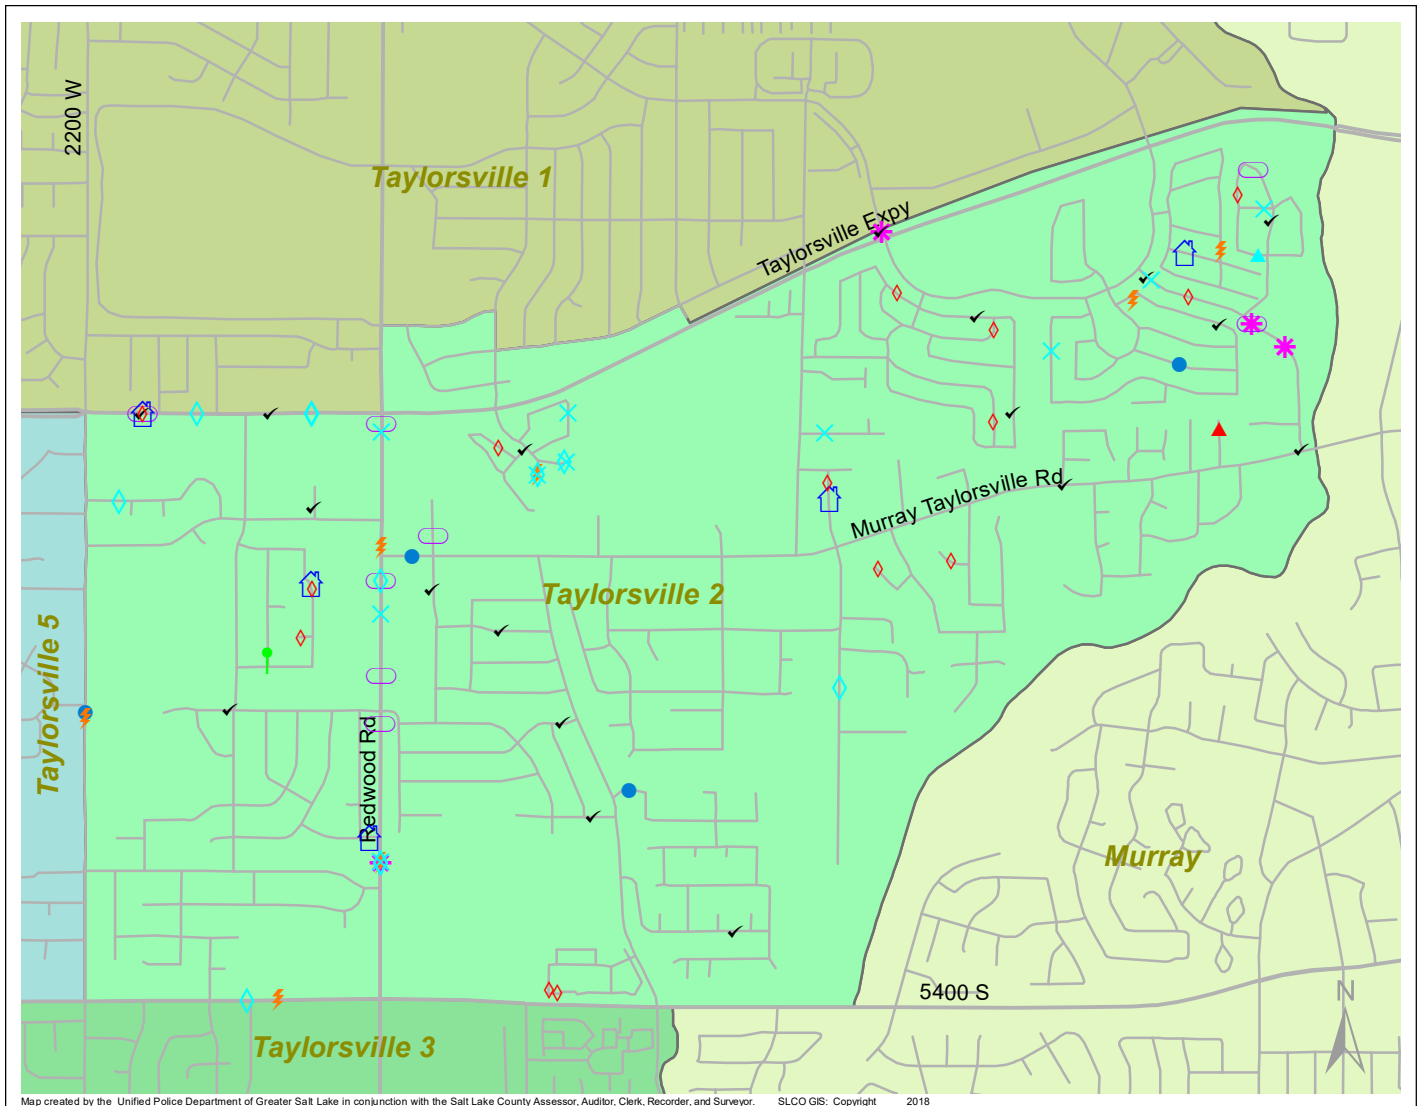 2200 W
Taylorsville 1
Taylorsville Expy
Murray Taylorsville Rd
Taylorsville 2
Taylorsville 5
Redwood Rd
Murray
5400 S
N
Taylorsville 3
Map created by the Unified Police Department of Greater Salt Lake in conjunction with the Salt Lake County Assessor, Auditor, Clerk, Recorder, and Surveyor. SLCO GIS: Copyright 2018